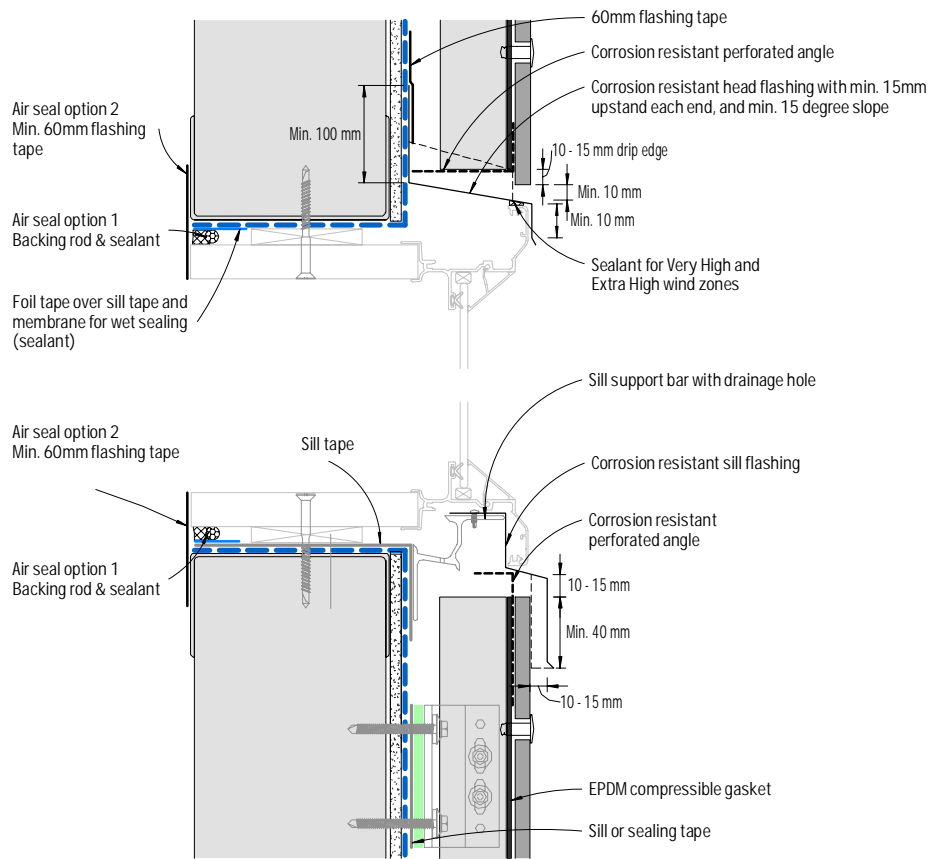 60mm flashing tape
Corrosion resistant perforated angle
Corrosion resistant head flashing with min. 15mm
upstand each end, and min. 15 degree slope
Air seal option 2
Min. 60mm flashing
tape
Min. 100 mm
10 - 15 mm drip edge
Min. 10 mm
Min. 10 mm
Air seal option 1
Backing rod & sealant
Sealant for Very High and
Extra High wind zones
Foil tape over sill tape and
membrane for wet sealing
(sealant)
Sill support bar with drainage hole
Air seal option 2
Min. 60mm flashing tape
Sill tape
Corrosion resistant sill flashing
Corrosion resistant
perforated angle
Air seal option 1
Backing rod & sealant
10 - 15 mm
Min. 40 mm
10 - 15 mm
EPDM compressible gasket
Sill or sealing tape